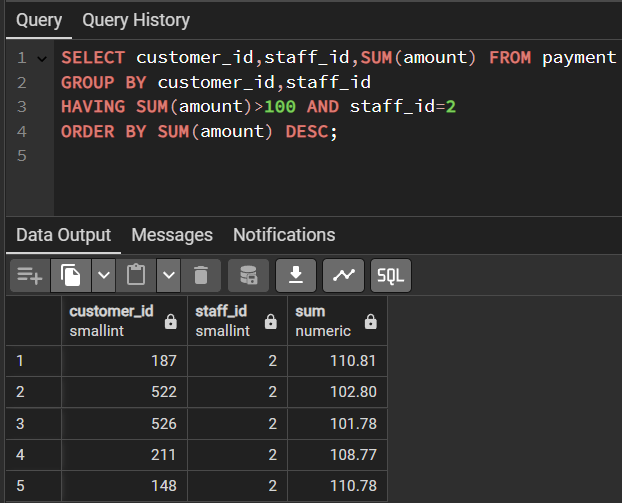 Query Query History
1 SELECT customer_id,staff_id,SUM(amount) FROM payment
2 GROUP BY customer_id,staff_id
3 HAVING SUM(amount)>100 AND staff_id=2
4 ORDER BY SUM(amount) DESC;
5
Data Output Messages Notifications
SQL
customer_id staff_id sum
smallint smallint numeric
1 187 2 110.81
2 522 2 102.80
3 526 2 101.78
4 211 2 108.77
5 148 2 110.78